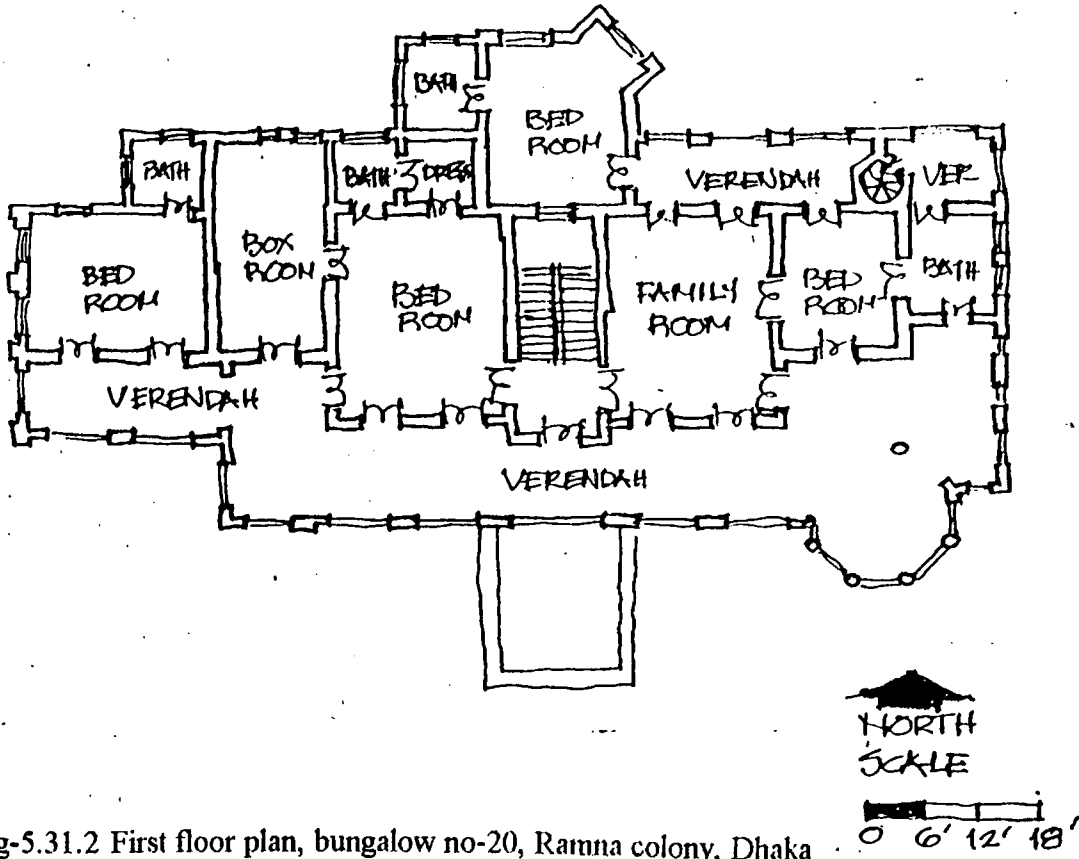 BATH
BED
ROOM
BATH
BATH
DRESS
VERENDAH
VER
BOX
ROOM
BED
ROOM
BED
ROOM
FAMILY
ROOM
BED
ROOM
BATH
VERENDAH
VERENDAH
NORTH
SCALE
0 6' 12' 18'
g-5.31.2 First floor plan, bungalow no-20, Ramna colony, Dhaka